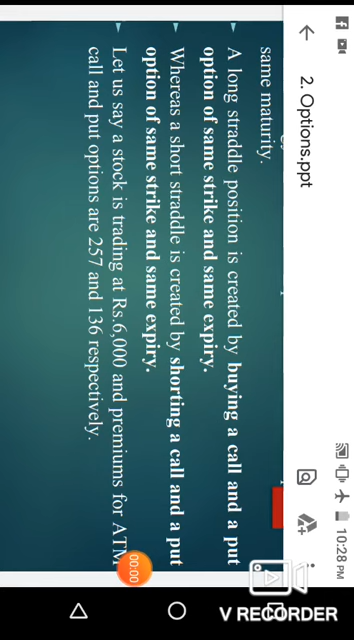 10:28 PM
2. Options.ppt
same maturity.
A long straddle position is created by buying a call and a put
option of same strike and same expiry.
Whereas a short straddle is created by shorting a call and a put
option of same strike and same expiry.
Let us say a stock is trading at Rs.6,000 and premiums for ATM
call and put options are 257 and 136 respectively.
00:00
V RECORDER